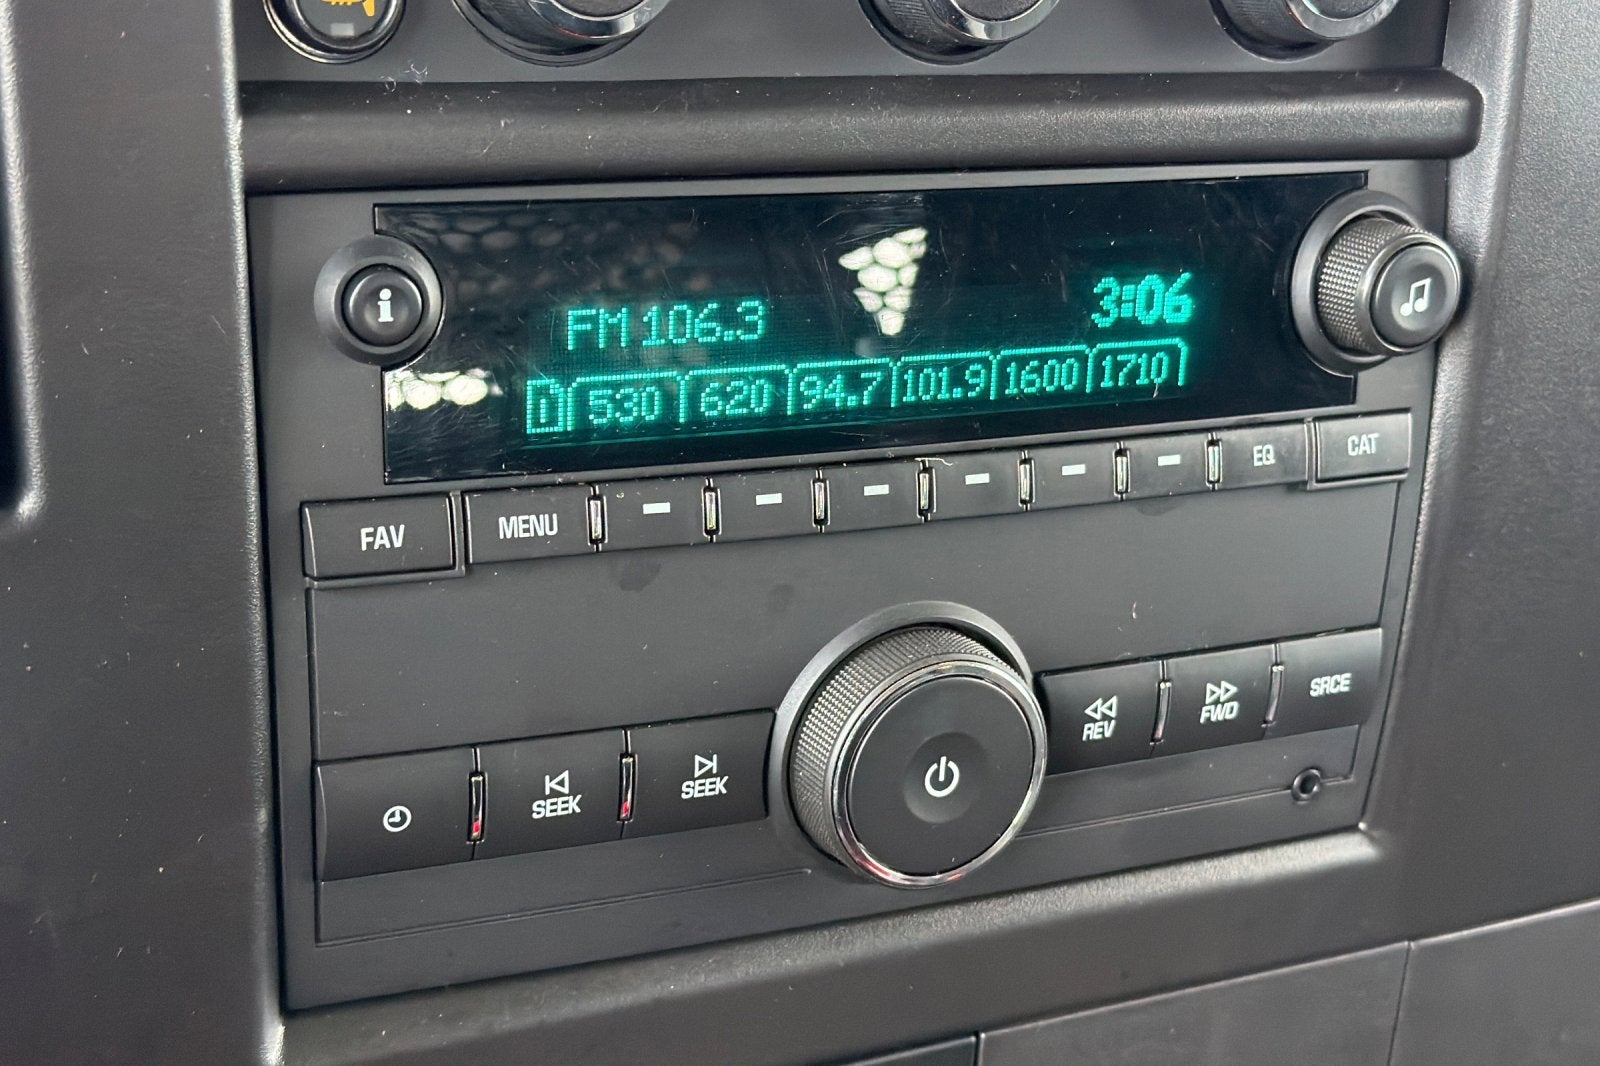 i
FM 106.3
3:06
1 530 620 94.7 101.9 1600 1710
FAV
MENU
EQ
CAT
SEEK
SEEK
REV
FWD
SRCE